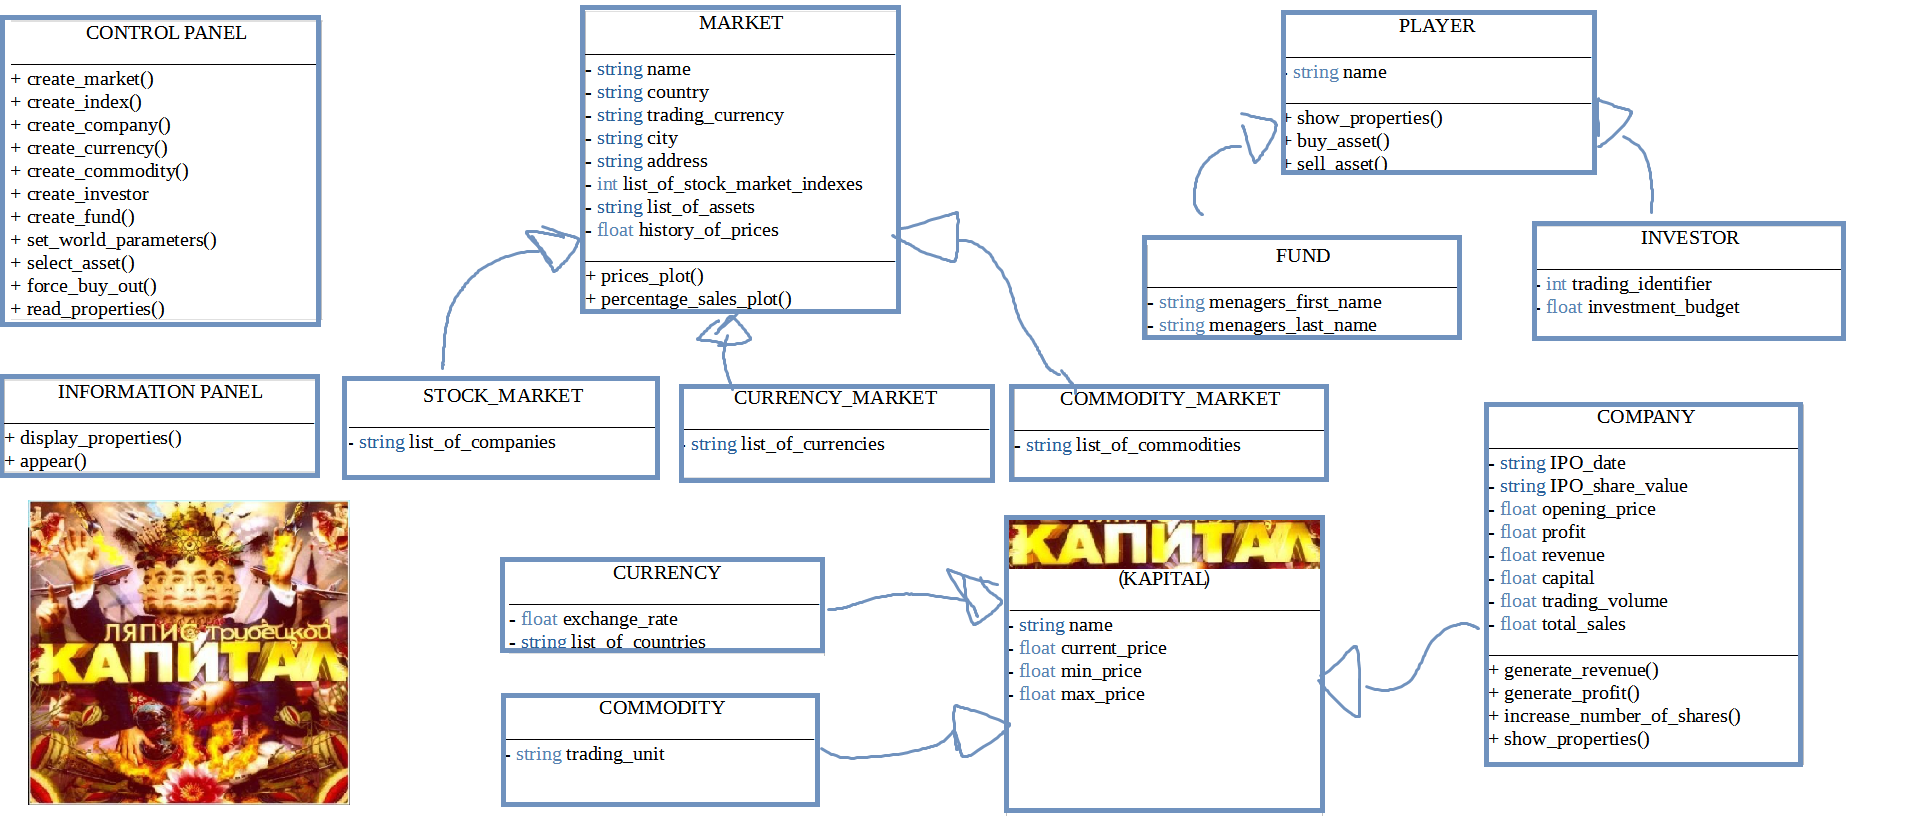 CONTROL PANEL
+ create_market()
+ create_index()
+ create_company()
+ create_currency()
+ create_commodity()
+ create_investor
+ create_fund()
+ set_world_parameters()
+ select_asset()
+ force_buy_out()
+ read_properties()
MARKET
- string name
- string country
- string trading_currency
- string city
- string address
- int list_of_stock_market_indexes
- string list_of_assets
- float history_of_prices
+ prices_plot()
+ percentage_sales_plot()
PLAYER
- string name
+ show_properties()
+ buy_asset()
+ sell_asset()
FUND
- string menagers_first_name
- string menagers_last_name
INVESTOR
- int trading_identifier
- float investment_budget
INFORMATION PANEL
+ display_properties()
+ appear()
STOCK_MARKET
- string list_of_companies
CURRENCY_MARKET
- string list_of_currencies
COMMODITY_MARKET
- string list_of_commodities
COMPANY
- string IPO_date
- string IPO_share_value
- float opening_price
- float profit
- float revenue
- float capital
- float trading_volume
- float total_sales
+ generate_revenue()
+ generate_profit()
+ increase_number_of_shares()
+ show_properties()
ЛЯПИС Трубецкой
КАПИТАЛ
CURRENCY
- float exchange_rate
- string list_of_countries
COMMODITY
- string trading_unit
КАПИТАЛ
(KAPITAL)
- string name
- float current_price
- float min_price
- float max_price